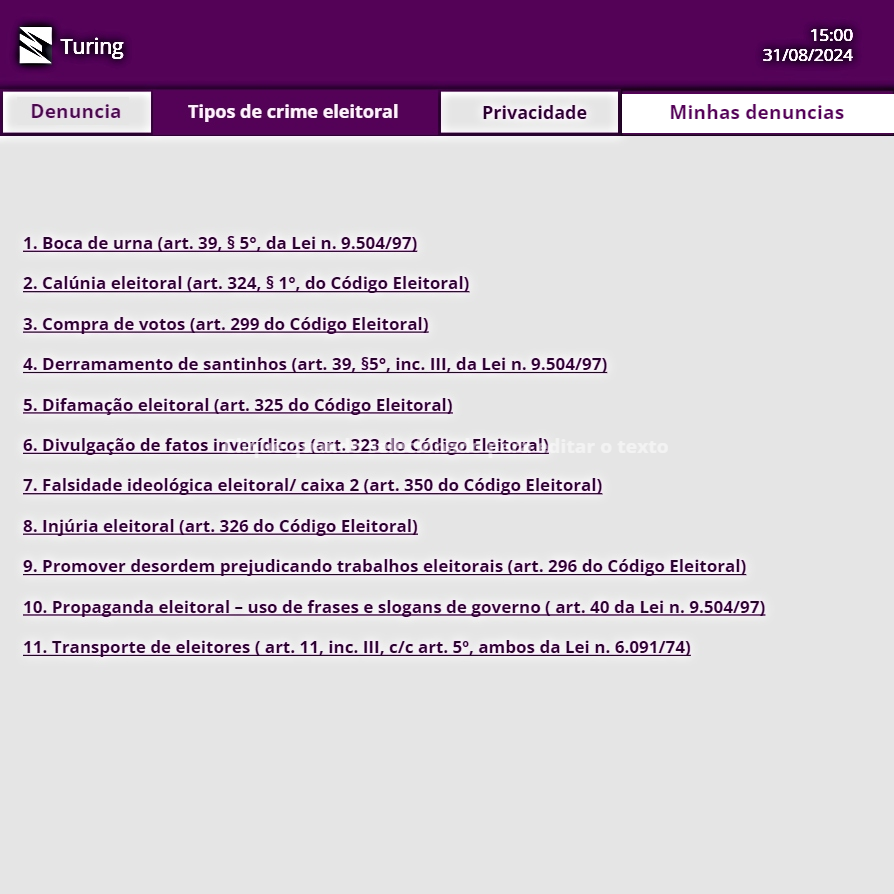 Turing
15:00
31/08/2024
Denuncia
Tipos de crime eleitoral
Privacidade
Minhas denuncias
1. Boca de urna (art. 39, § 5°, da Lei n. 9.504/97)
2. Calúnia eleitoral (art. 324, § 1º, do Código Eleitoral)
3. Compra de votos (art. 299 do Código Eleitoral)
4. Derramamento de santinhos (art. 39, §5°, inc. III, da Lei n. 9.504/97)
5. Difamação eleitoral (art. 325 do Código Eleitoral)
6. Divulgação de fatos inverídicos (art. 323 do Código Eleitoral)
editar o texto
7. Falsidade ideológica eleitoral/ caixa 2 (art. 350 do Código Eleitoral)
8. Injúria eleitoral (art. 326 do Código Eleitoral)
9. Promover desordem prejudicando trabalhos eleitorais (art. 296 do Código Eleitoral)
10. Propaganda eleitoral – uso de frases e slogans de governo ( art. 40 da Lei n. 9.504/97)
11. Transporte de eleitores ( art. 11, inc. III, c/c art. 5º, ambos da Lei n. 6.091/74)